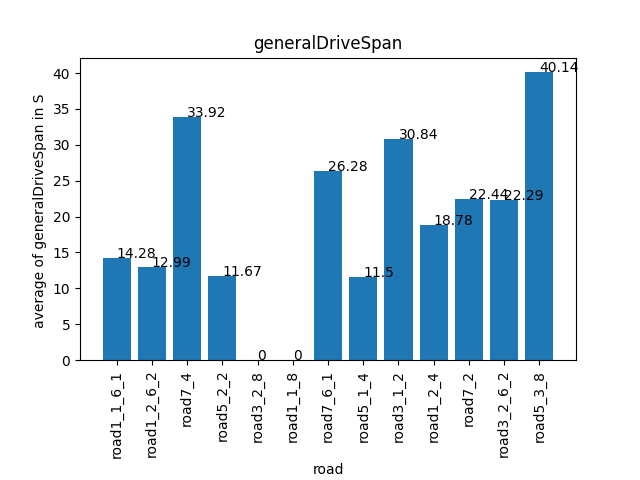 generalDriveSpan
average of generalDriveSpan in S
40
35
30
25
20
15
10
5
0
14.28
12.99
33.92
11.67
0
0
26.28
11.5
30.84
18.78
22.44
22.29
40.14
road1_1_6_1
road1_2_6_2
road7_4
road5_2_2
road3_2_8
road1_1_8
road7_6_1
road5_1_4
road3_1_2
road1_2_4
road7_2
road3_2_6_2
road5_3_8
road